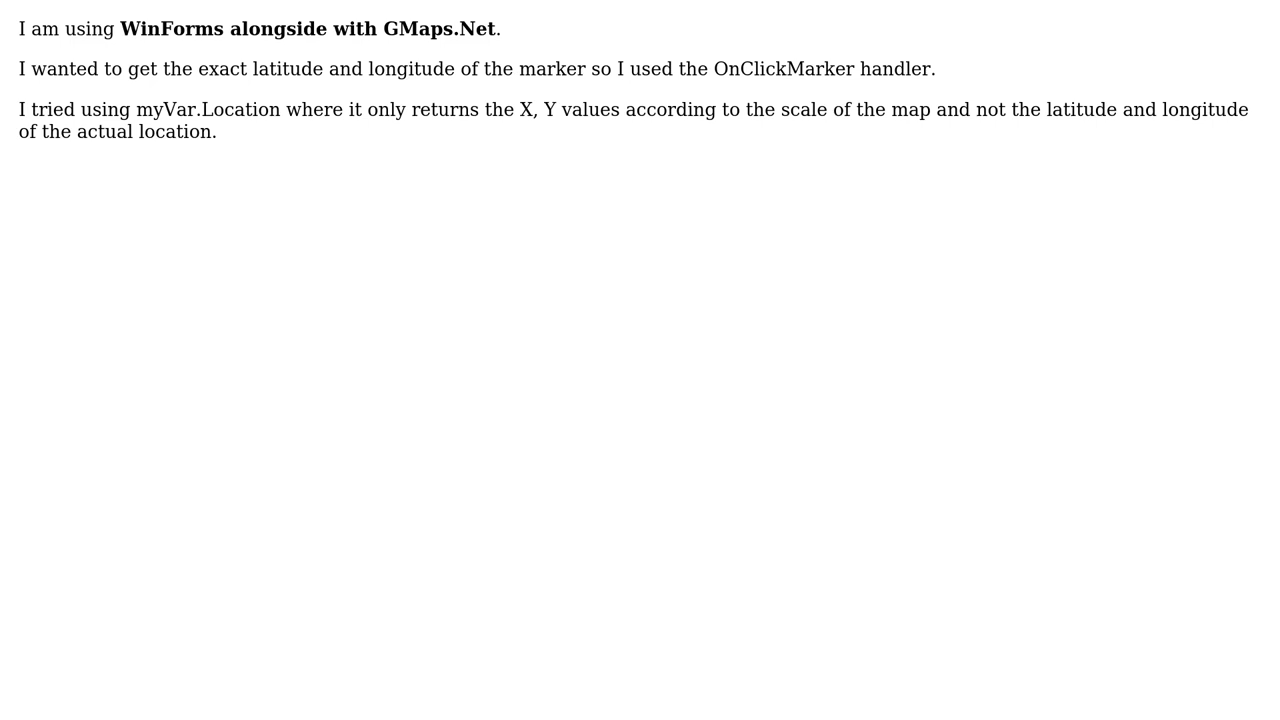 I am using WinForms alongside with GMaps.Net.
I wanted to get the exact latitude and longitude of the marker so I used the OnClickMarker handler.
I tried using myVar.Location where it only returns the X, Y values according to the scale of the map and not the latitude and longitude
of the actual location.